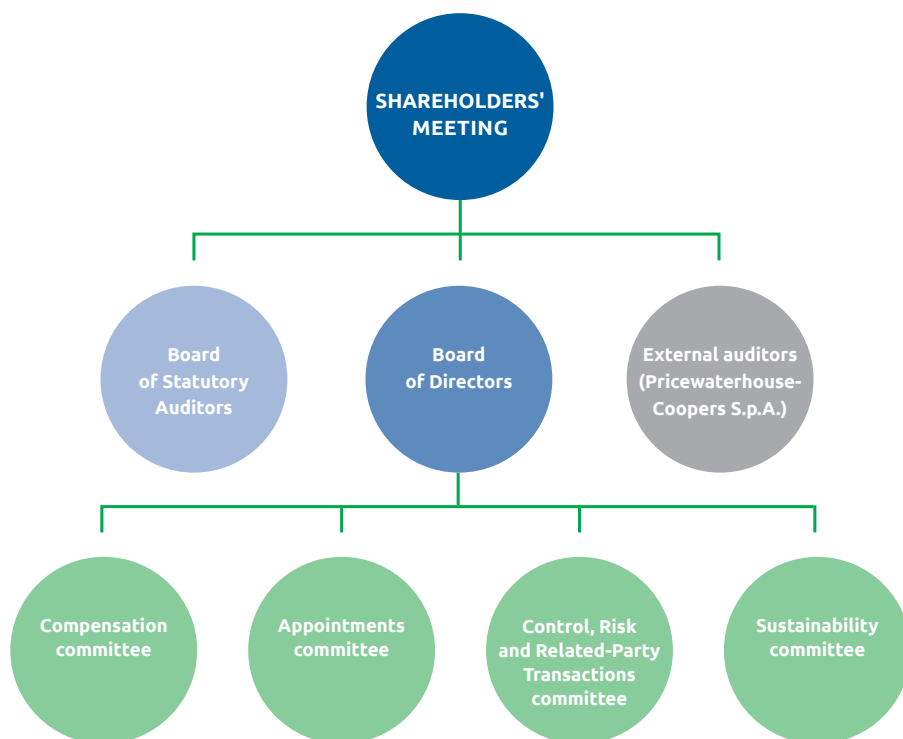 SHAREHOLDERS'
MEETING
Board
of Statutory
Auditors
Board
of Directors
External auditors
(Pricewaterhouse-
Coopers S.p.A.)
Compensation
committee
Appointments
committee
Control, Risk
and Related-Party
Transactions
committee
Sustainability
committee